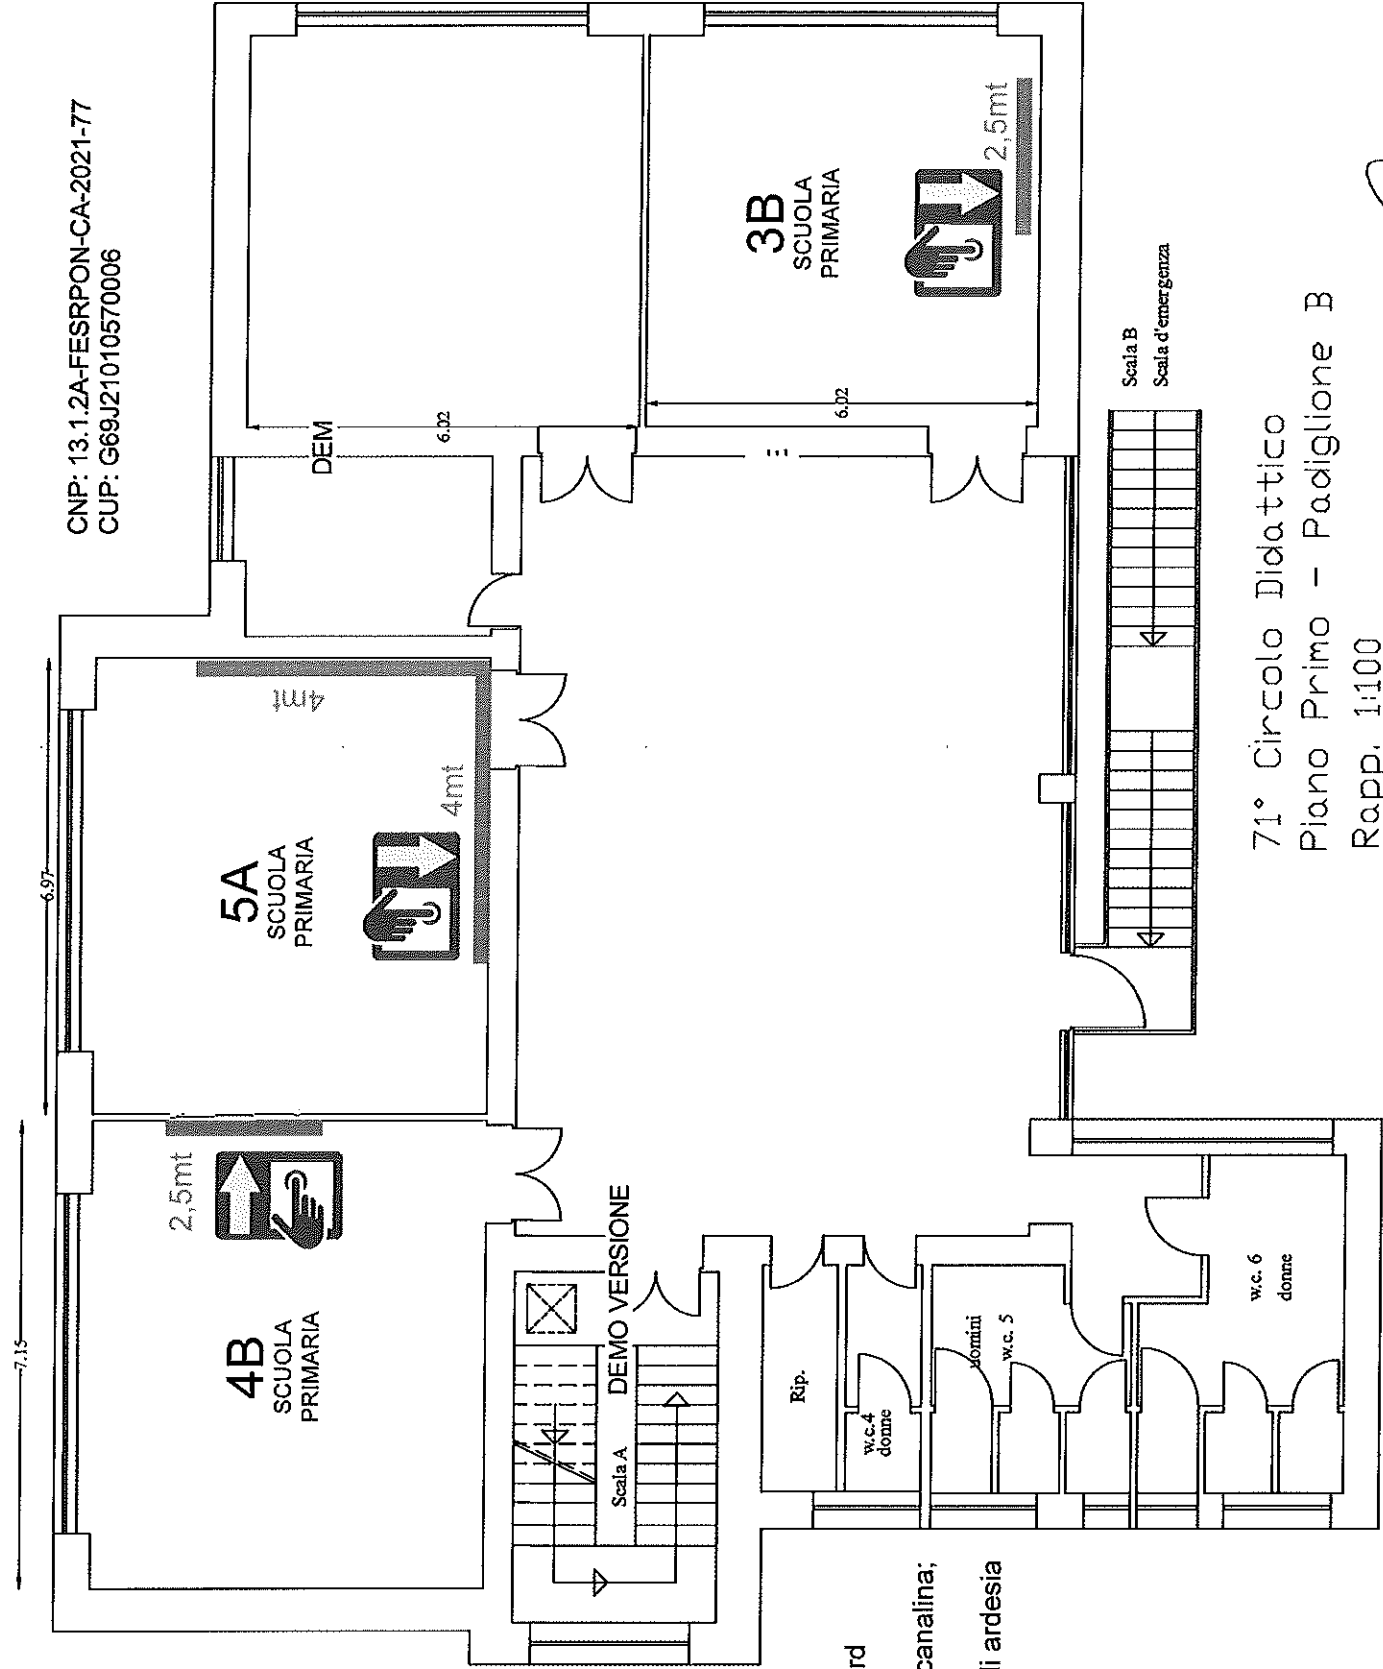 CNP: 13.1.2A-FESRPON-CA-2021-77
CUP: G69J21010570006
7.15
6.97
4B
SCUOLA
PRIMARIA
2,5mt
5A
SCUOLA
PRIMARIA
4mt
4mt
DEM
6.02
3B
SCUOLA
PRIMARIA
2,5mt
6.02
DEMO VERSIONE
Scala A
Rip.
w.c.4
donne
uomini
w.c. 5
w.c. 6
donne
Scala B
Scala d'emergenza
rd
canalina;
li ardesia
71° Circolo Didattico
Piano Primo - Padiglione B
Rapp. 1:100